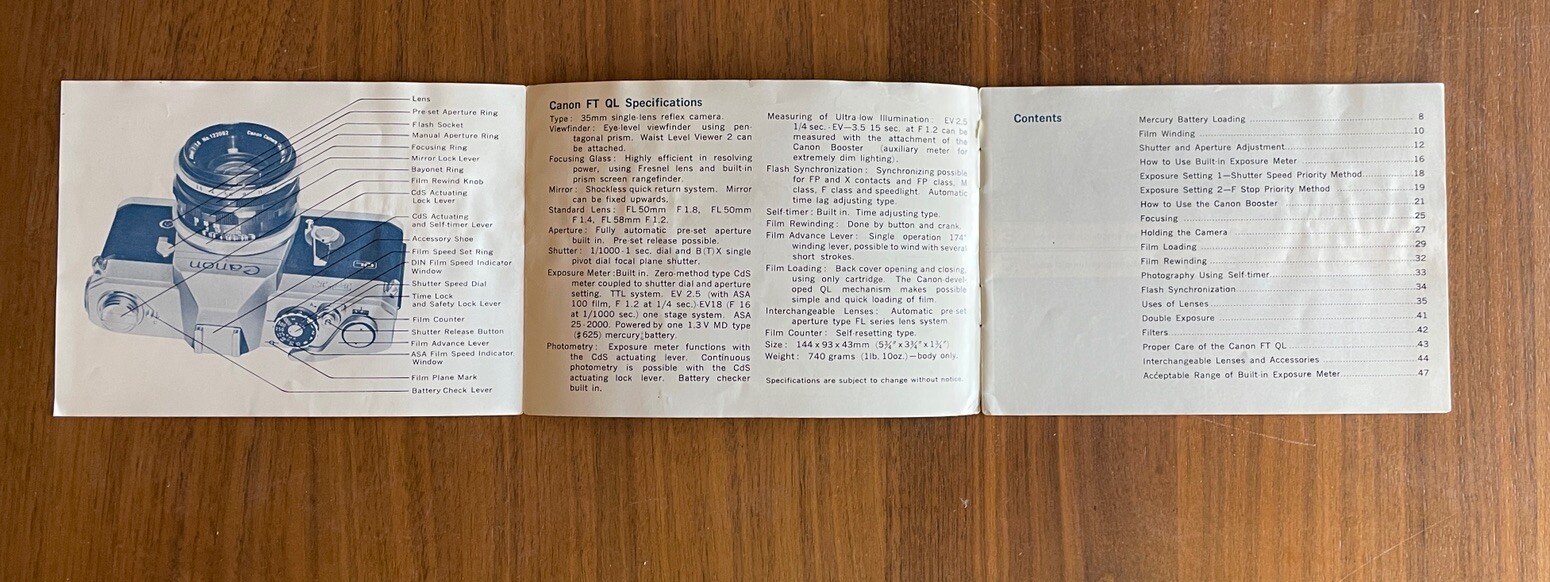 Lens
Pre-set Aperture Ring
Flash Socket
Manual Aperture Ring
Focusing Ring
Mirror Lock Lever
Bayonet Ring
Film Rewind Knob
CdS Actuating
Lock Lever
CdS Actuating
and Self-timer Lever
Accessory Shoe
Film Speed Set Ring
DIN Film Speed Indicator
Window
Shutter Speed Dial
Time Lock
and Safety Lock Lever
Film Counter
Shutter Release Button
Film Advance Lever
ASA Film Speed Indicator
Window
Film Plane Mark
Battery Check Lever
Canon
QL
Canon FT QL Specifications
Type: 35mm single-lens reflex camera.
Viewfinder: Eye-level viewfinder using pen-
tagonal prism. Waist Level Viewer 2 can
be attached.
Focusing Glass: Highly efficient in resolving
power, using Fresnel lens and built-in
prism screen rangefinder.
Mirror: Shockless quick return system. Mirror
can be fixed upwards.
Standard Lens: FL50mm F1.8, FL50mm
F1.4, FL58mm F1.2.
Aperture: Fully automatic pre-set aperture
built in. Pre-set release possible.
Shutter: 1/1000-1 sec. dial and B(T)X single
pivot dial focal plane shutter.
Exposure Meter: Built in. Zero-method type CdS
meter coupled to shutter dial and aperture
setting. TTL system. EV 2.5 (with ASA
100 film, F 1.2 at 1/4 sec.)-EV18 (F 16
at 1/1000 sec.) one stage system. ASA
25-2000. Powered by one 1.3V MD type
(#625) mercury battery.
Photometry: Exposure meter functions with
the CdS actuating lever. Continuous
photometry is possible with the CdS
actuating lock lever. Battery checker
built in.
Measuring of Ultra-low Illumination: EV2.5
1/4 sec.-EV—3.5 15 sec. at F1.2 can be
measured with the attachment of the
Canon Booster (auxiliary meter for
extremely dim lighting).
Flash Synchronization: Synchronizing possible
for FP and X contacts and FP class, M
class, F class and speedlight. Automatic
time lag adjusting type.
Self-timer: Built in. Time adjusting type.
Film Rewinding: Done by button and crank.
Film Advance Lever: Single operation 174°
winding lever, possible to wind with several
short strokes.
Film Loading: Back cover opening and closing,
using only cartridge. The Canon-devel-
oped QL mechanism makes possible
simple and quick loading of film.
Interchangeable Lenses: Automatic pre-set
aperture type FL series lens system.
Film Counter: Self-resetting type.
Size: 144x93x43mm (5¾"x3¾"x1¾")
Weight: 740 grams (1lb. 10oz.)—body only.
Specifications are subject to change without notice.
Contents
Mercury Battery Loading 8
Film Winding 10
Shutter and Aperture Adjustment 12
How to Use Built-in Exposure Meter 16
Exposure Setting 1—Shutter Speed Priority Method 18
Exposure Setting 2—F Stop Priority Method 19
How to Use the Canon Booster 21
Focusing 25
Holding the Camera 27
Film Loading 29
Film Rewinding 32
Photography Using Self-timer 33
Flash Synchronization 34
Uses of Lenses 35
Double Exposure 41
Filters 42
Proper Care of the Canon FT QL 43
Interchangeable Lenses and Accessories 44
Acceptable Range of Built-in Exposure Meter 47